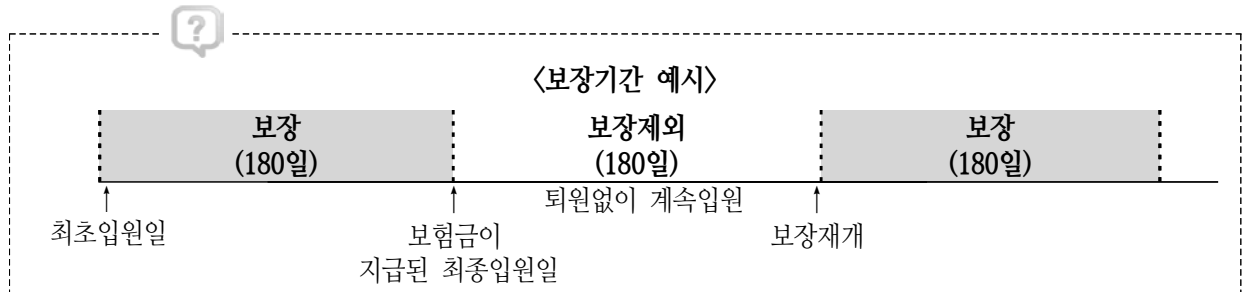 ?
〈보장기간 예시〉
보장 보장제외 보장
(180일) (180일) (180일)
퇴원없이 계속입원
최초입원일 보험금이 보장재개
지급된 최종입원일